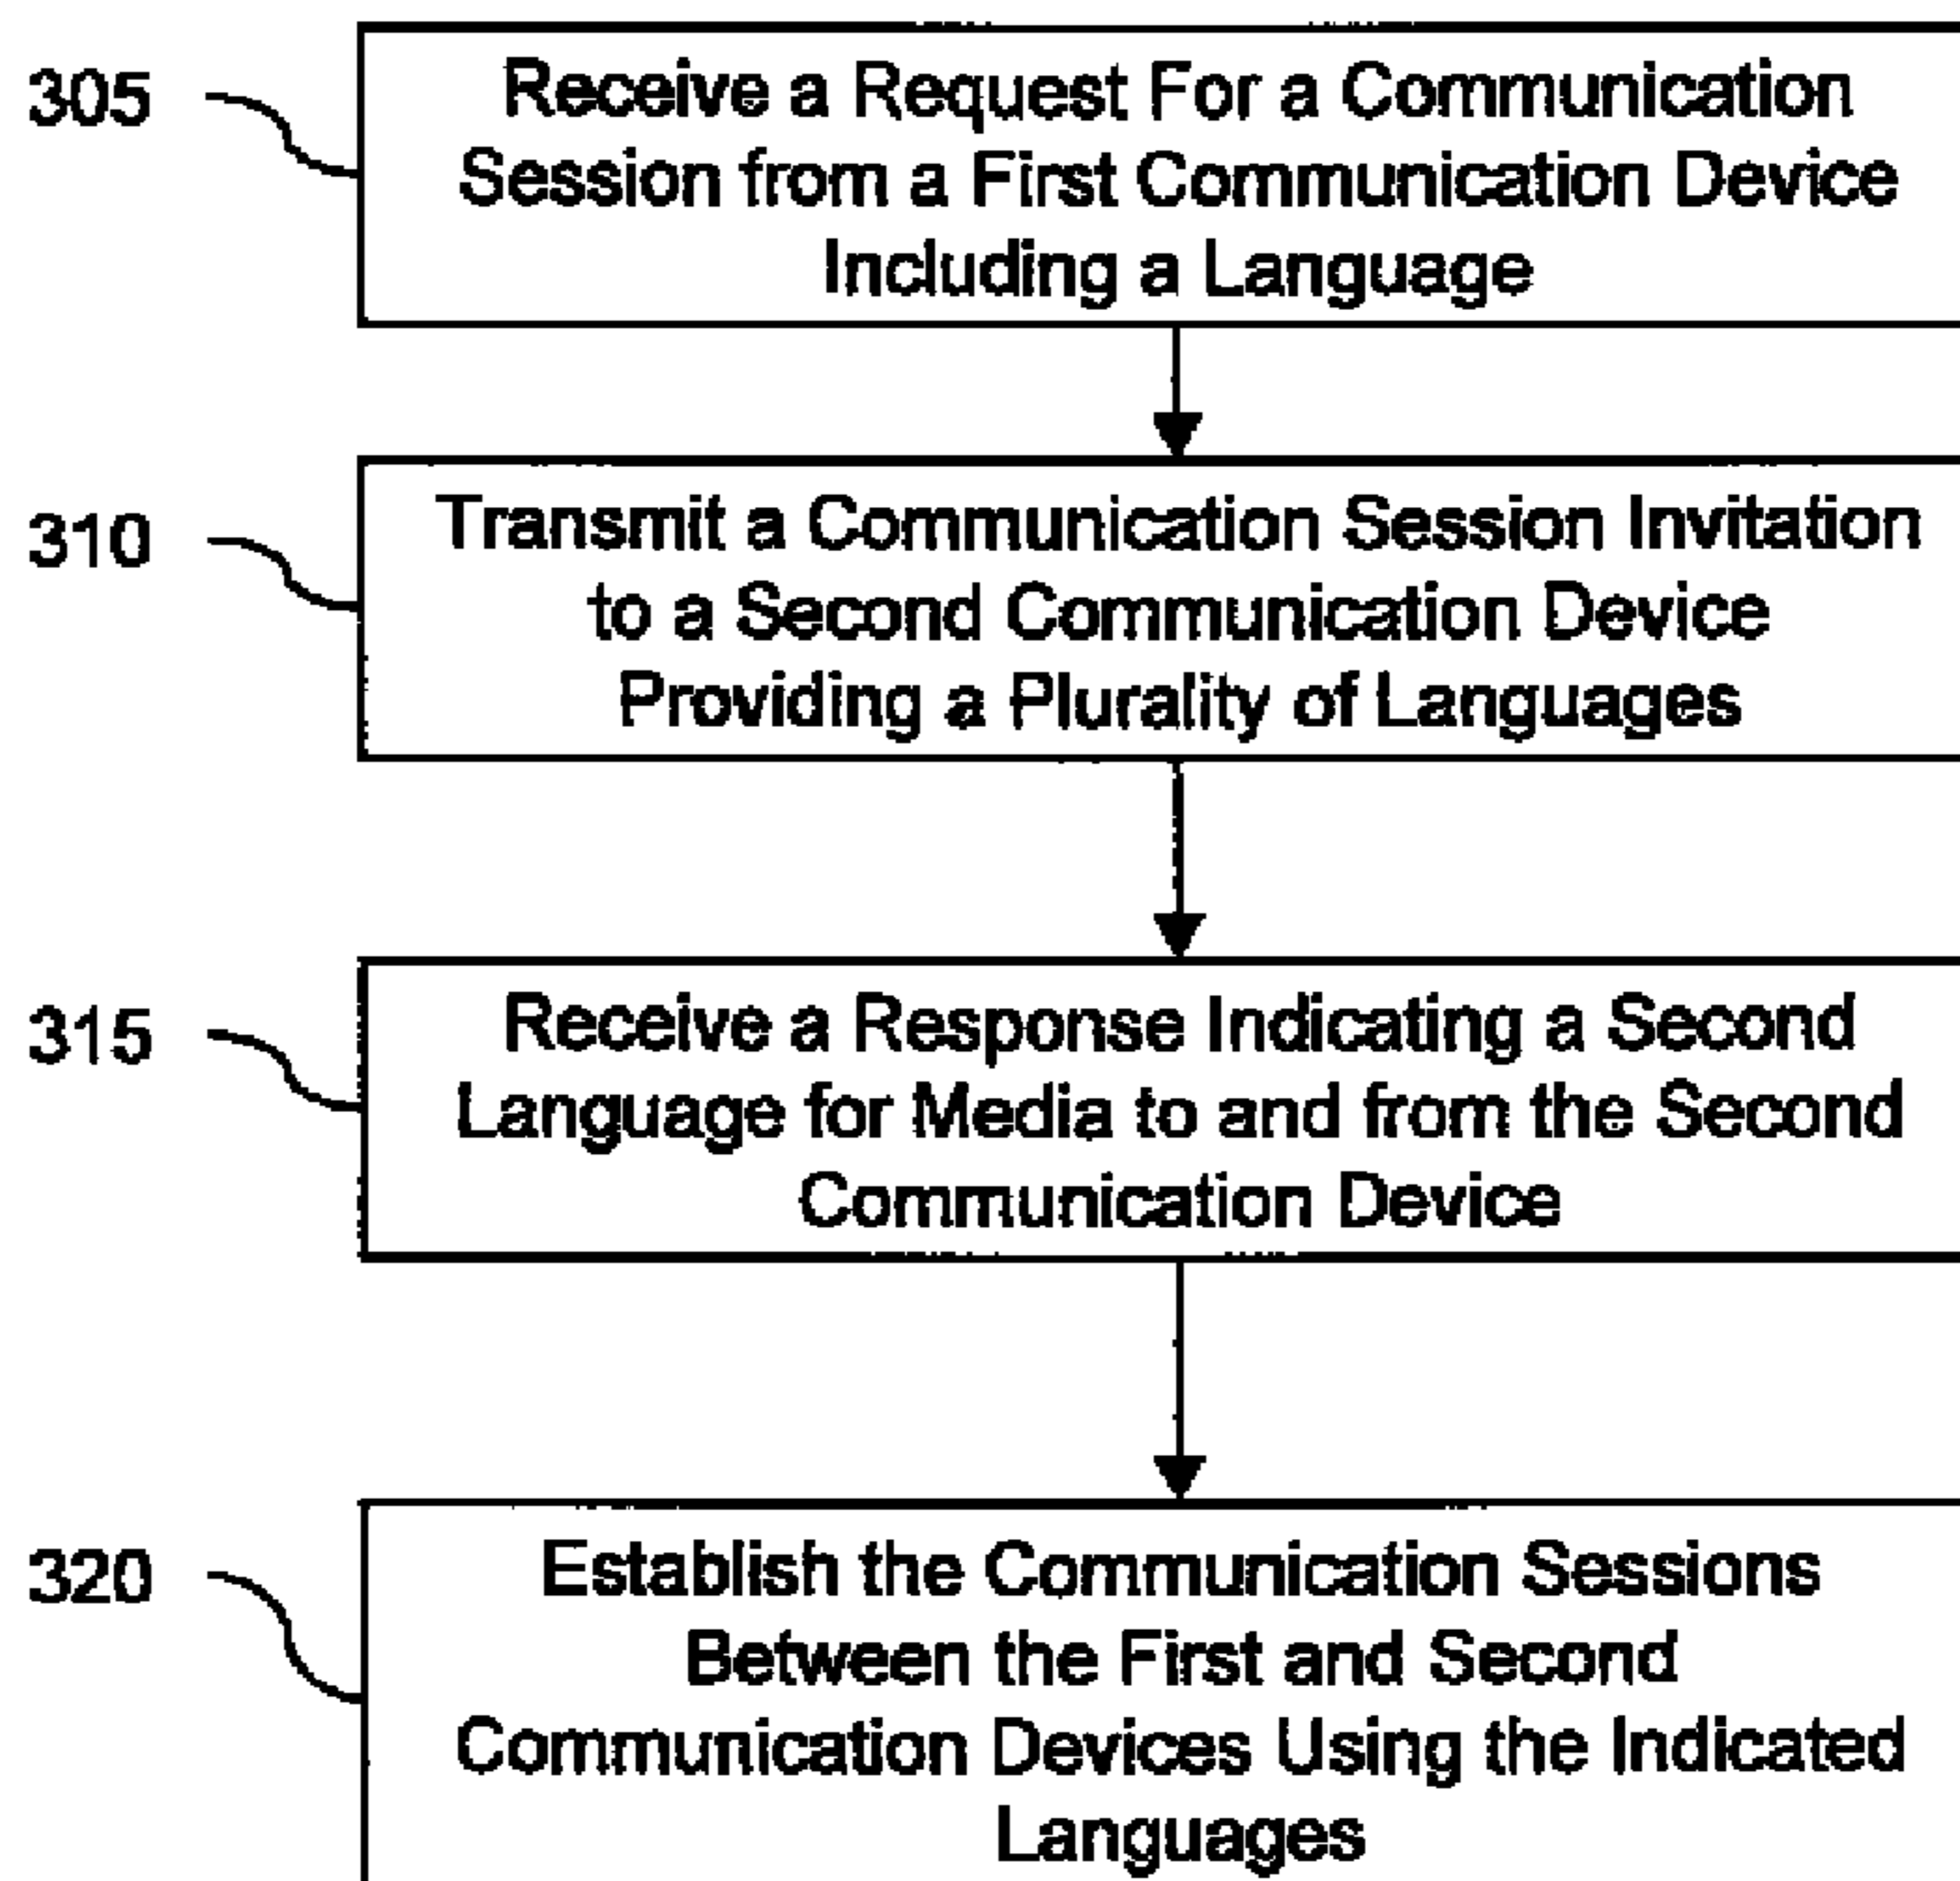 305
Receive a Request For a Communication
Session from a First Communication Device
Including a Language
310
Transmit a Communication Session Invitation
to a Second Communication Device
Providing a Plurality of Languages
315
Receive a Response Indicating a Second
Language for Media to and from the Second
Communication Device
320
Establish the Communication Sessions
Between the First and Second
Communication Devices Using the Indicated
Languages